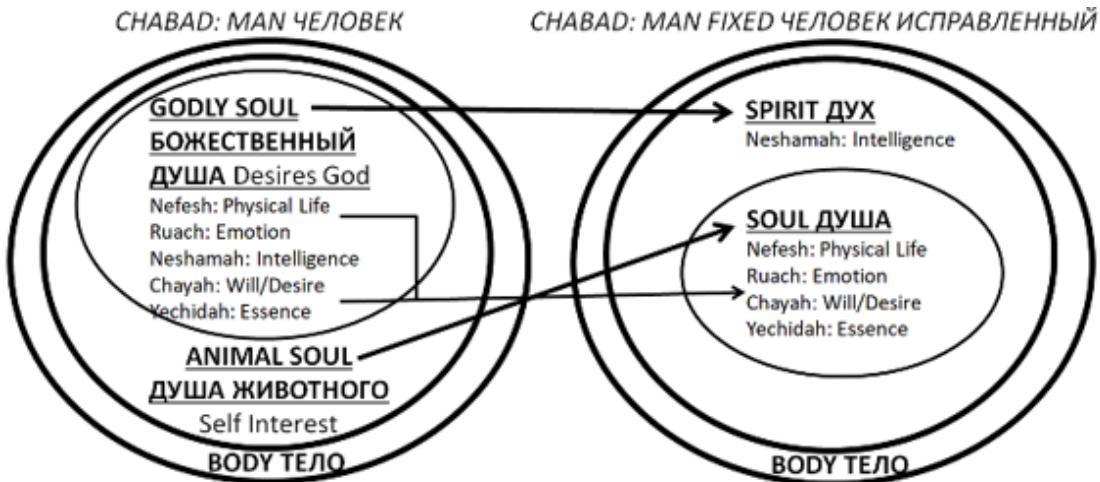 CHABAD: MAN ЧЕЛОВЕК
GODLY SOUL
БОЖЕСТВЕННЫЙ
ДУША Desires God
Nefesh: Physical Life
Ruach: Emotion
Neshamah: Intelligence
Chayah: Will/Desire
Yechidah: Essence
ANIMAL SOUL
ДУША ЖИВОТНОГО
Self Interest
BODY ТЕЛО
CHABAD: MAN FIXED ЧЕЛОВЕК ИСПРАВЛЕННЫЙ
SPIRIT ДУХ
Neshamah: Intelligence
SOUL ДУША
Nefesh: Physical Life
Ruach: Emotion
Chayah: Will/Desire
Yechidah: Essence
BODY ТЕЛО